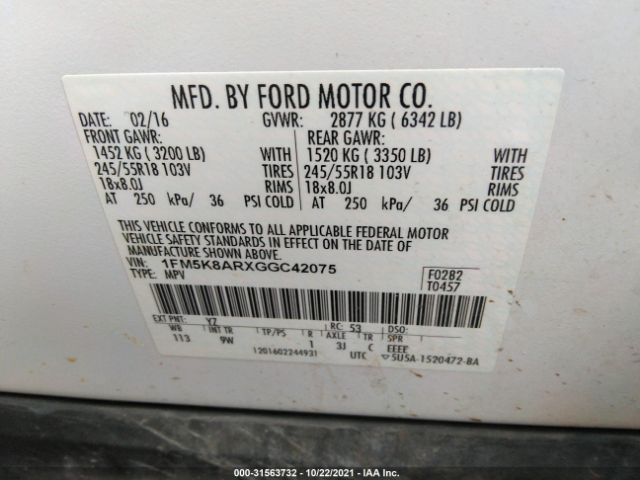 MFD. BY FORD MOTOR CO.
DATE: 02/16 GVWR: 2877 KG ( 6342 LB)
FRONT GAWR: REAR GAWR:
1452 KG ( 3200 LB) WITH 1520 KG ( 3350 LB) WITH
245/55R18 103V TIRES 245/55R18 103V TIRES
18x8.0J RIMS 18x8.0J RIMS
AT 250 kPa/ 36 PSI COLD AT 250 kPa/ 36 PSI COLD
THIS VEHICLE CONFORMS TO ALL APPLICABLE FEDERAL MOTOR
VEHICLE SAFETY STANDARDS IN EFFECT ON THE DATE OF
MANUFACTURE SHOWN ABOVE.
VIN: 1FM5K8ARXGGC42075 F0282
TYPE: MPV T0457
EXT PNT: YZ RC: 53 DSO:
WB INT TR TP/PS R AXLE TR SPR
113 9W 1 3J C EEEE
1201602244931 UTC ▽5U5A-1520472-BA
000-31563732 - 10/22/2021 - IAA Inc.